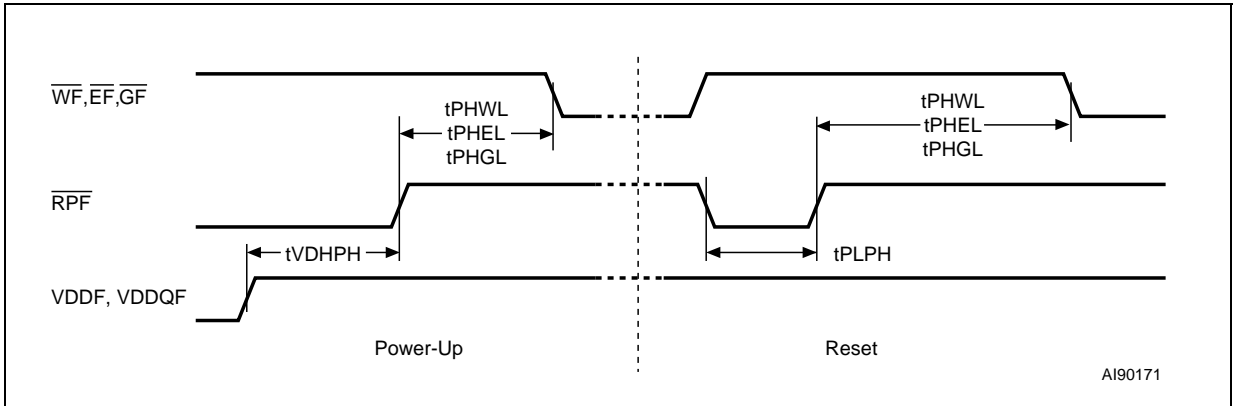 WF,EF,GF
tPHWL
tPHEL
tPHGL
tPHWL
tPHEL
tPHGL
RPF
tVDHPH
tPLPH
VDDF, VDDQF
Power-Up
Reset
AI90171